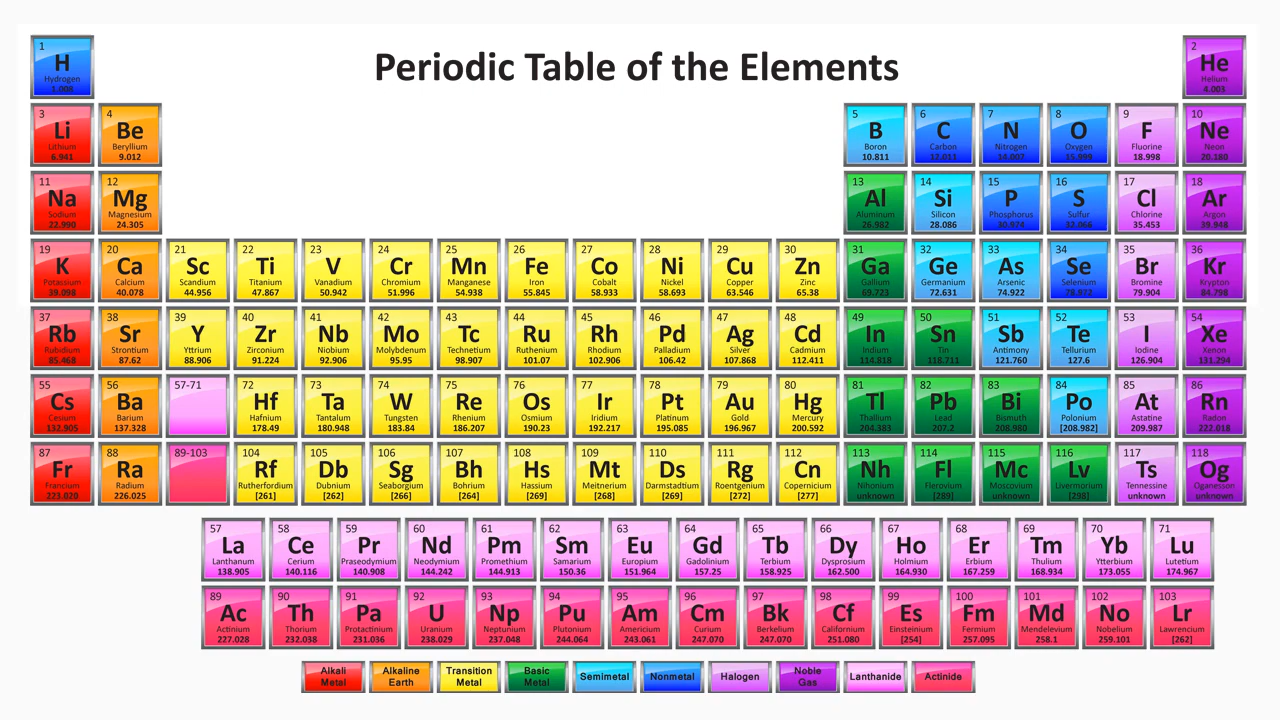 Periodic Table of the Elements
1
H
Hydrogen
1.008
2
He
Helium
4.003
3
Li
Lithium
6.941
4
Be
Beryllium
9.012
5
B
Boron
10.811
6
C
Carbon
12.011
7
N
Nitrogen
14.007
8
O
Oxygen
15.999
9
F
Fluorine
18.998
10
Ne
Neon
20.180
11
Na
Sodium
22.990
12
Mg
Magnesium
24.305
13
Al
Aluminum
26.982
14
Si
Silicon
28.086
15
P
Phosphorus
30.974
16
S
Sulfur
32.066
17
Cl
Chlorine
35.453
18
Ar
Argon
39.948
19
K
Potassium
39.098
20
Ca
Calcium
40.078
21
Sc
Scandium
44.956
22
Ti
Titanium
47.867
23
V
Vanadium
50.942
24
Cr
Chromium
51.996
25
Mn
Manganese
54.938
26
Fe
Iron
55.845
27
Co
Cobalt
58.933
28
Ni
Nickel
58.693
29
Cu
Copper
63.546
30
Zn
Zinc
65.38
31
Ga
Gallium
69.723
32
Ge
Germanium
72.631
33
As
Arsenic
74.922
34
Se
Selenium
78.972
35
Br
Bromine
79.904
36
Kr
Krypton
84.798
37
Rb
Rubidium
85.468
38
Sr
Strontium
87.62
39
Y
Yttrium
88.906
40
Zr
Zirconium
91.224
41
Nb
Niobium
92.906
42
Mo
Molybdenum
95.95
43
Tc
Technetium
98.907
44
Ru
Ruthenium
101.07
45
Rh
Rhodium
102.906
46
Pd
Palladium
106.42
47
Ag
Silver
107.868
48
Cd
Cadmium
112.411
49
In
Indium
114.818
50
Sn
Tin
118.711
51
Sb
Antimony
121.760
52
Te
Tellurium
127.6
53
I
Iodine
126.904
54
Xe
Xenon
131.294
55
Cs
Cesium
132.905
56
Ba
Barium
137.328
57-71
72
Hf
Hafnium
178.49
73
Ta
Tantalum
180.948
74
W
Tungsten
183.84
75
Re
Rhenium
186.207
76
Os
Osmium
190.23
77
Ir
Iridium
192.217
78
Pt
Platinum
195.085
79
Au
Gold
196.967
80
Hg
Mercury
200.592
81
Tl
Thallium
204.383
82
Pb
Lead
207.2
83
Bi
Bismuth
208.980
84
Po
Polonium
[208.982]
85
At
Astatine
209.987
86
Rn
Radon
222.018
87
Fr
Francium
223.020
88
Ra
Radium
226.025
89-103
104
Rf
Rutherfordium
[261]
105
Db
Dubnium
[262]
106
Sg
Seaborgium
[266]
107
Bh
Bohrium
[264]
108
Hs
Hassium
[269]
109
Mt
Meitnerium
[268]
110
Ds
Darmstadtium
[269]
111
Rg
Roentgenium
[272]
112
Cn
Copernicium
[277]
113
Nh
Nihonium
unknown
114
Fl
Flerovium
[289]
115
Mc
Moscovium
unknown
116
Lv
Livermorium
[298]
117
Ts
Tennessine
unknown
118
Og
Oganesson
unknown
57
La
Lanthanum
138.905
58
Ce
Cerium
140.116
59
Pr
Praseodymium
140.908
60
Nd
Neodymium
144.242
61
Pm
Promethium
144.913
62
Sm
Samarium
150.36
63
Eu
Europium
151.964
64
Gd
Gadolinium
157.25
65
Tb
Terbium
158.925
66
Dy
Dysprosium
162.500
67
Ho
Holmium
164.930
68
Er
Erbium
167.259
69
Tm
Thulium
168.934
70
Yb
Ytterbium
173.055
71
Lu
Lutetium
174.967
89
Ac
Actinium
227.028
90
Th
Thorium
232.038
91
Pa
Protactinium
231.036
92
U
Uranium
238.029
93
Np
Neptunium
237.048
94
Pu
Plutonium
244.064
95
Am
Americium
243.061
96
Cm
Curium
247.070
97
Bk
Berkelium
247.070
98
Cf
Californium
251.080
99
Es
Einsteinium
[254]
100
Fm
Fermium
257.095
101
Md
Mendelevium
258.1
102
No
Nobelium
259.101
103
Lr
Lawrencium
[262]
Alkali
Metal
Alkaline
Earth
Transition
Metal
Basic
Metal
Semimetal
Nonmetal
Halogen
Noble
Gas
Lanthanide
Actinide